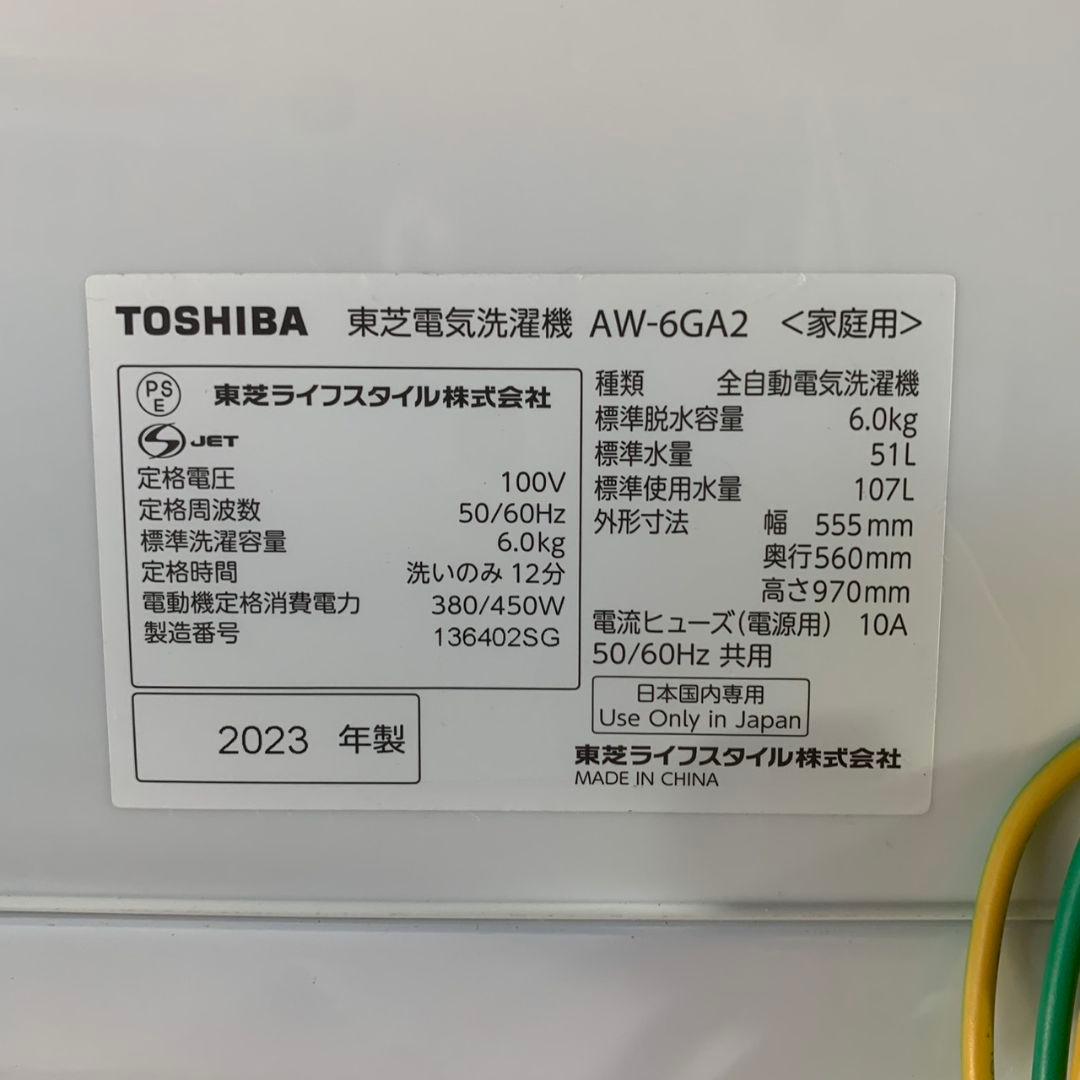 TOSHIBA 東芝電気洗濯機 AW-6GA2 <家庭用>
PS
E
東芝ライフスタイル株式会社
S JET
定格電圧 100V
定格周波数 50/60Hz
標準洗濯容量 6.0kg
定格時間 洗いのみ 12分
電動機定格消費電力 380/450W
製造番号 136402SG
2023 年製
種類 全自動電気洗濯機
標準脱水容量 6.0kg
標準水量 51L
標準使用水量 107L
外形寸法 幅 555mm
奥行560mm
高さ970mm
電流ヒューズ(電源用) 10A
50/60Hz 共用
日本国内専用
Use Only in Japan
東芝ライフスタイル株式会社
MADE IN CHINA